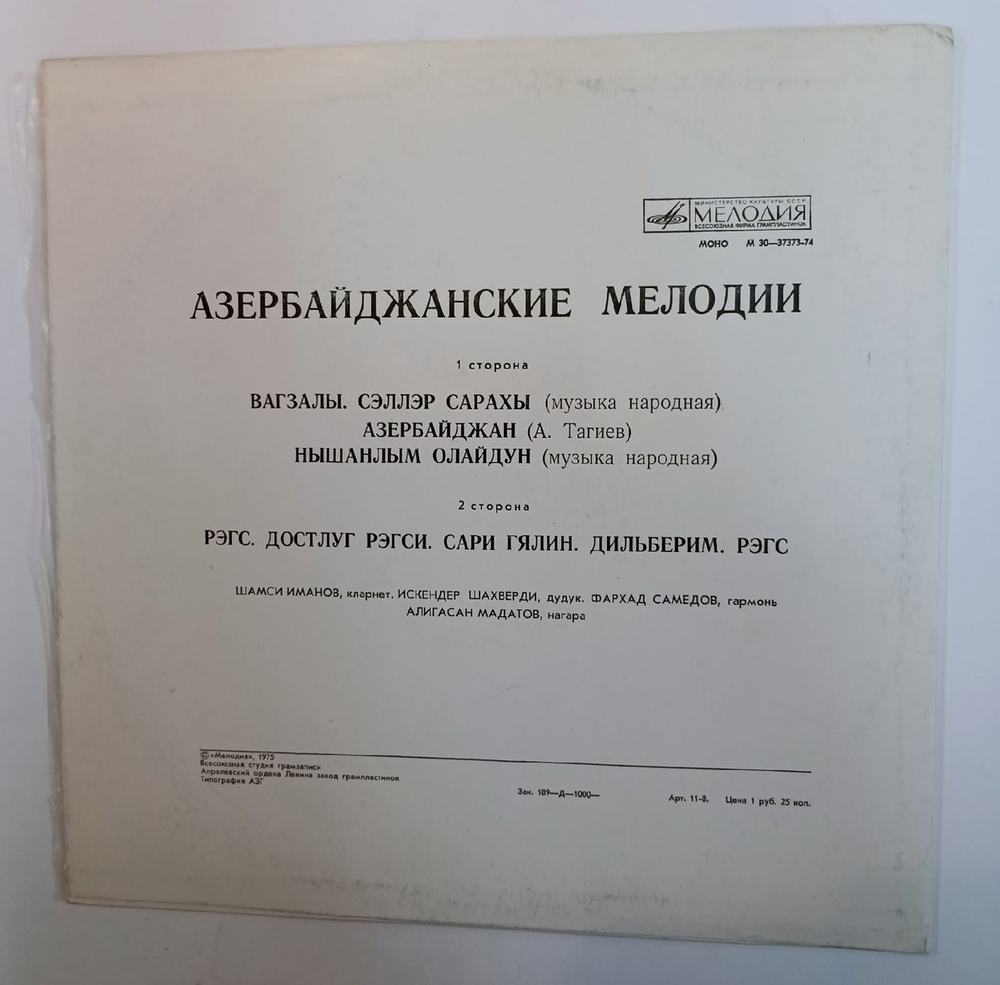 МИНИСТЕРСТВО КУЛЬТУРЫ СССР
МЕЛОДИЯ
ВСЕСОЮЗНАЯ ФИРМА ГРАМПЛАСТИНОК
МОНО М 30—37373-74
АЗЕРБАЙДЖАНСКИЕ МЕЛОДИИ
1 сторона
ВАГЗАЛЫ. СЭЛЛЭР САРАХЫ (музыка народная)
АЗЕРБАЙДЖАН (А. Тагиев)
НЫШАНЛЫМ ОЛАЙДУН (музыка народная)
2 сторона
РЭГС. ДОСТЛУГ РЭГСИ. САРИ ГЯЛИН. ДИЛЬБЕРИМ. РЭГС
ШАМСИ ИМАНОВ, кларнет. ИСКЕНДЕР ШАХВЕРДИ, дудук. ФАРХАД САМЕДОВ, гармонь
АЛИГАСАН МАДАТОВ, нагара
© «Мелодия», 1975
Всесоюзная студия грамзаписи
Апрелевский ордена Ленина завод грампластинок
Типография АЗГ
Зак. 189—Д—1000— Арт. 11-8. Цена 1 руб. 25 коп.